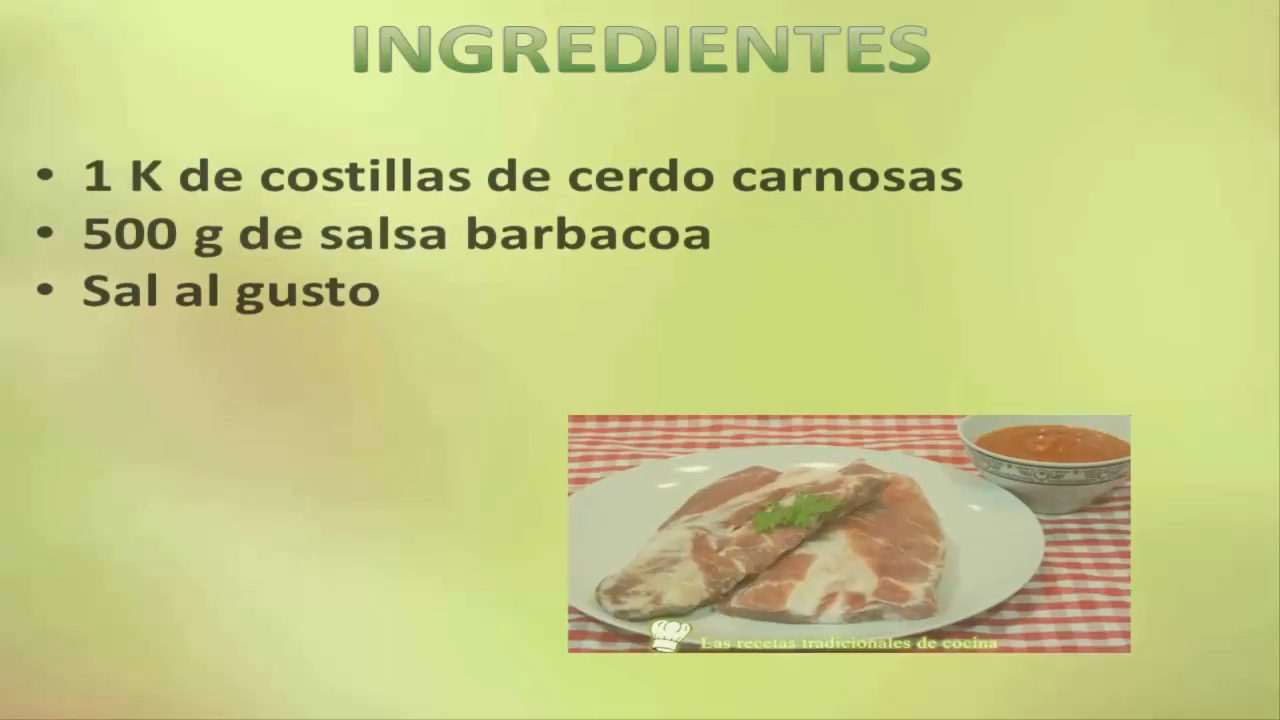 INGREDIENTES
• 1 K de costillas de cerdo carnosas
• 500 g de salsa barbacoa
• Sal al gusto
Las recetas tradicionales de cocina